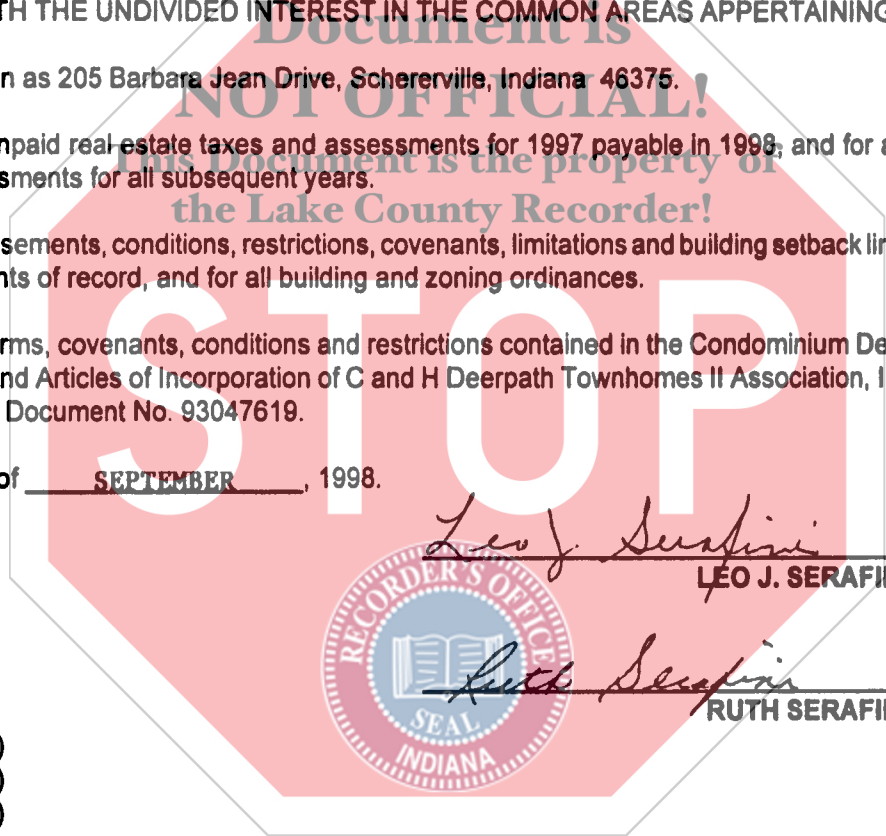 TH THE UNDIVIDED INTEREST IN THE COMMON AREAS APPERTAINING
Document is
n as 205 Barbara Jean Drive, Schererville, Indiana 46375.
NOT OFFICIAL!
npaid real estate taxes and assessments for 1997 payable in 1998, and for a
This Document is the property of
sments for all subsequent years.
the Lake County Recorder!
sements, conditions, restrictions, covenants, limitations and building setback lin
nts of record, and for all building and zoning ordinances.
rms, covenants, conditions and restrictions contained in the Condominium De
nd Articles of Incorporation of C and H Deerpath Townhomes II Association, I
Document No. 93047619.
STOP
of SEPTEMBER, 1998.
Leo J. Serafini
LEO J. SERAFI
RECORDER'S OFFICE
Ruth Serafini
RUTH SERAFI
SEAL
INDIANA
)
)
)